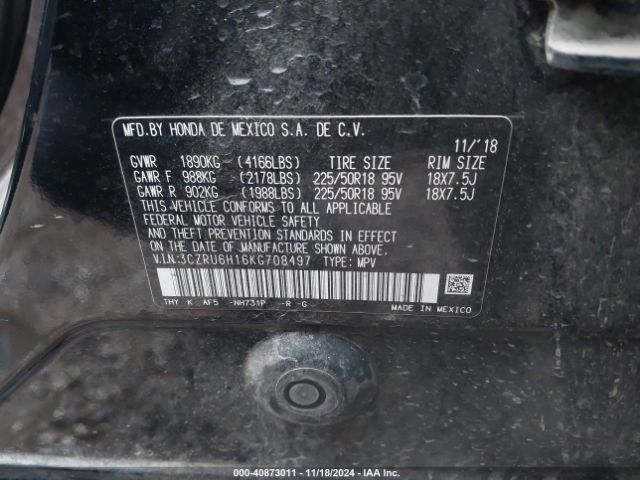 MFD.BY HONDA DE MEXICO S.A. DE C.V.
11/'18
GVWR 1890KG (4166LBS) TIRE SIZE RIM SIZE
GAWR F 988KG (2178LBS) 225/50R18 95V 18X7.5J
GAWR R 902KG (1988LBS) 225/50R18 95V 18X7.5J
THIS VEHICLE CONFORMS TO ALL APPLICABLE
FEDERAL MOTOR VEHICLE SAFETY
AND THEFT PREVENTION STANDARDS IN EFFECT ON
THE DATE OF MANUFACTURE SHOWN ABOVE.
V.I.N:3CZRU6H16KG708497 TYPE: MPV
THY K AF5 -NH731P -R -G
MADE IN MEXICO
000-40873011 - 11/18/2024 - IAA Inc.